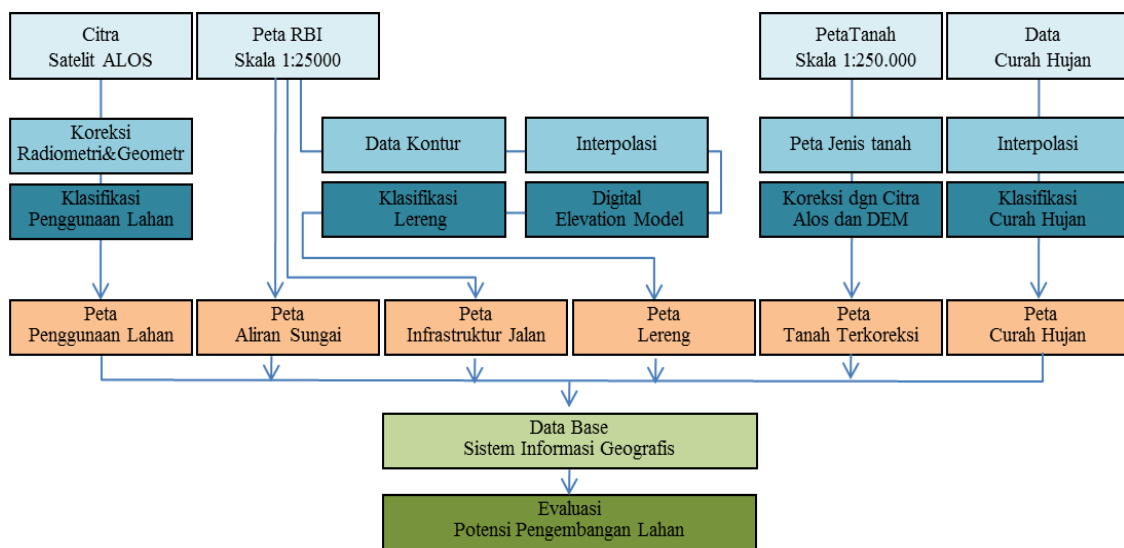 Citra
Satelit ALOS
Peta RBI
Skala 1:25000
PetaTanah
Skala 1:250.000
Data
Curah Hujan
Koreksi
Radiometri&Geometr
Data Kontur
Interpolasi
Peta Jenis tanah
Interpolasi
Klasifikasi
Penggunaan Lahan
Klasifikasi
Lereng
Digital
Elevation Model
Koreksi dgn Citra
Alos dan DEM
Klasifikasi
Curah Hujan
Peta
Penggunaan Lahan
Peta
Aliran Sungai
Peta
Infrastruktur Jalan
Peta
Lereng
Peta
Tanah Terkoreksi
Peta
Curah Hujan
Data Base
Sistem Informasi Geografis
Evaluasi
Potensi Pengembangan Lahan